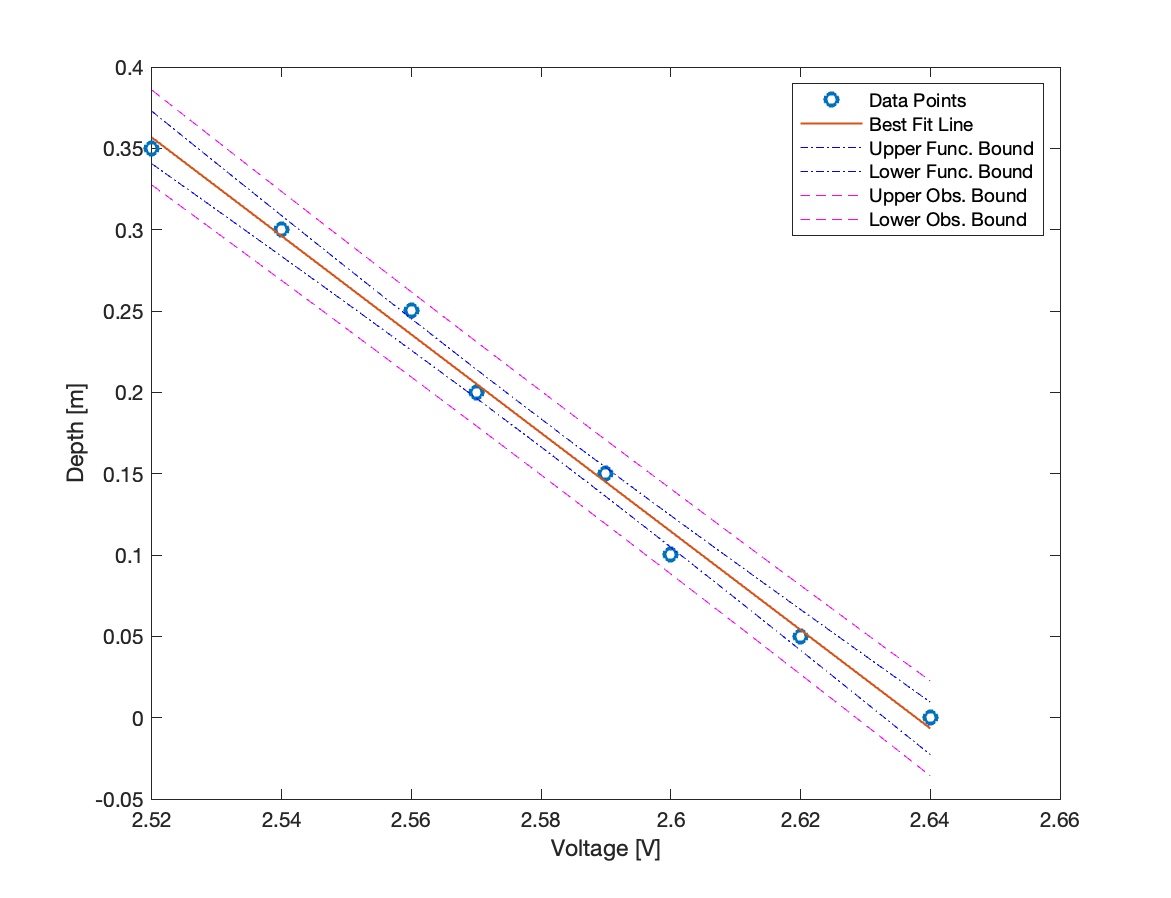 0.4
0.35
0.3
0.25
0.2
0.15
0.1
0.05
0
-0.05
Depth [m]
2.52 2.54 2.56 2.58 2.6 2.62 2.64 2.66
Voltage [V]
Data Points
Best Fit Line
Upper Func. Bound
Lower Func. Bound
Upper Obs. Bound
Lower Obs. Bound